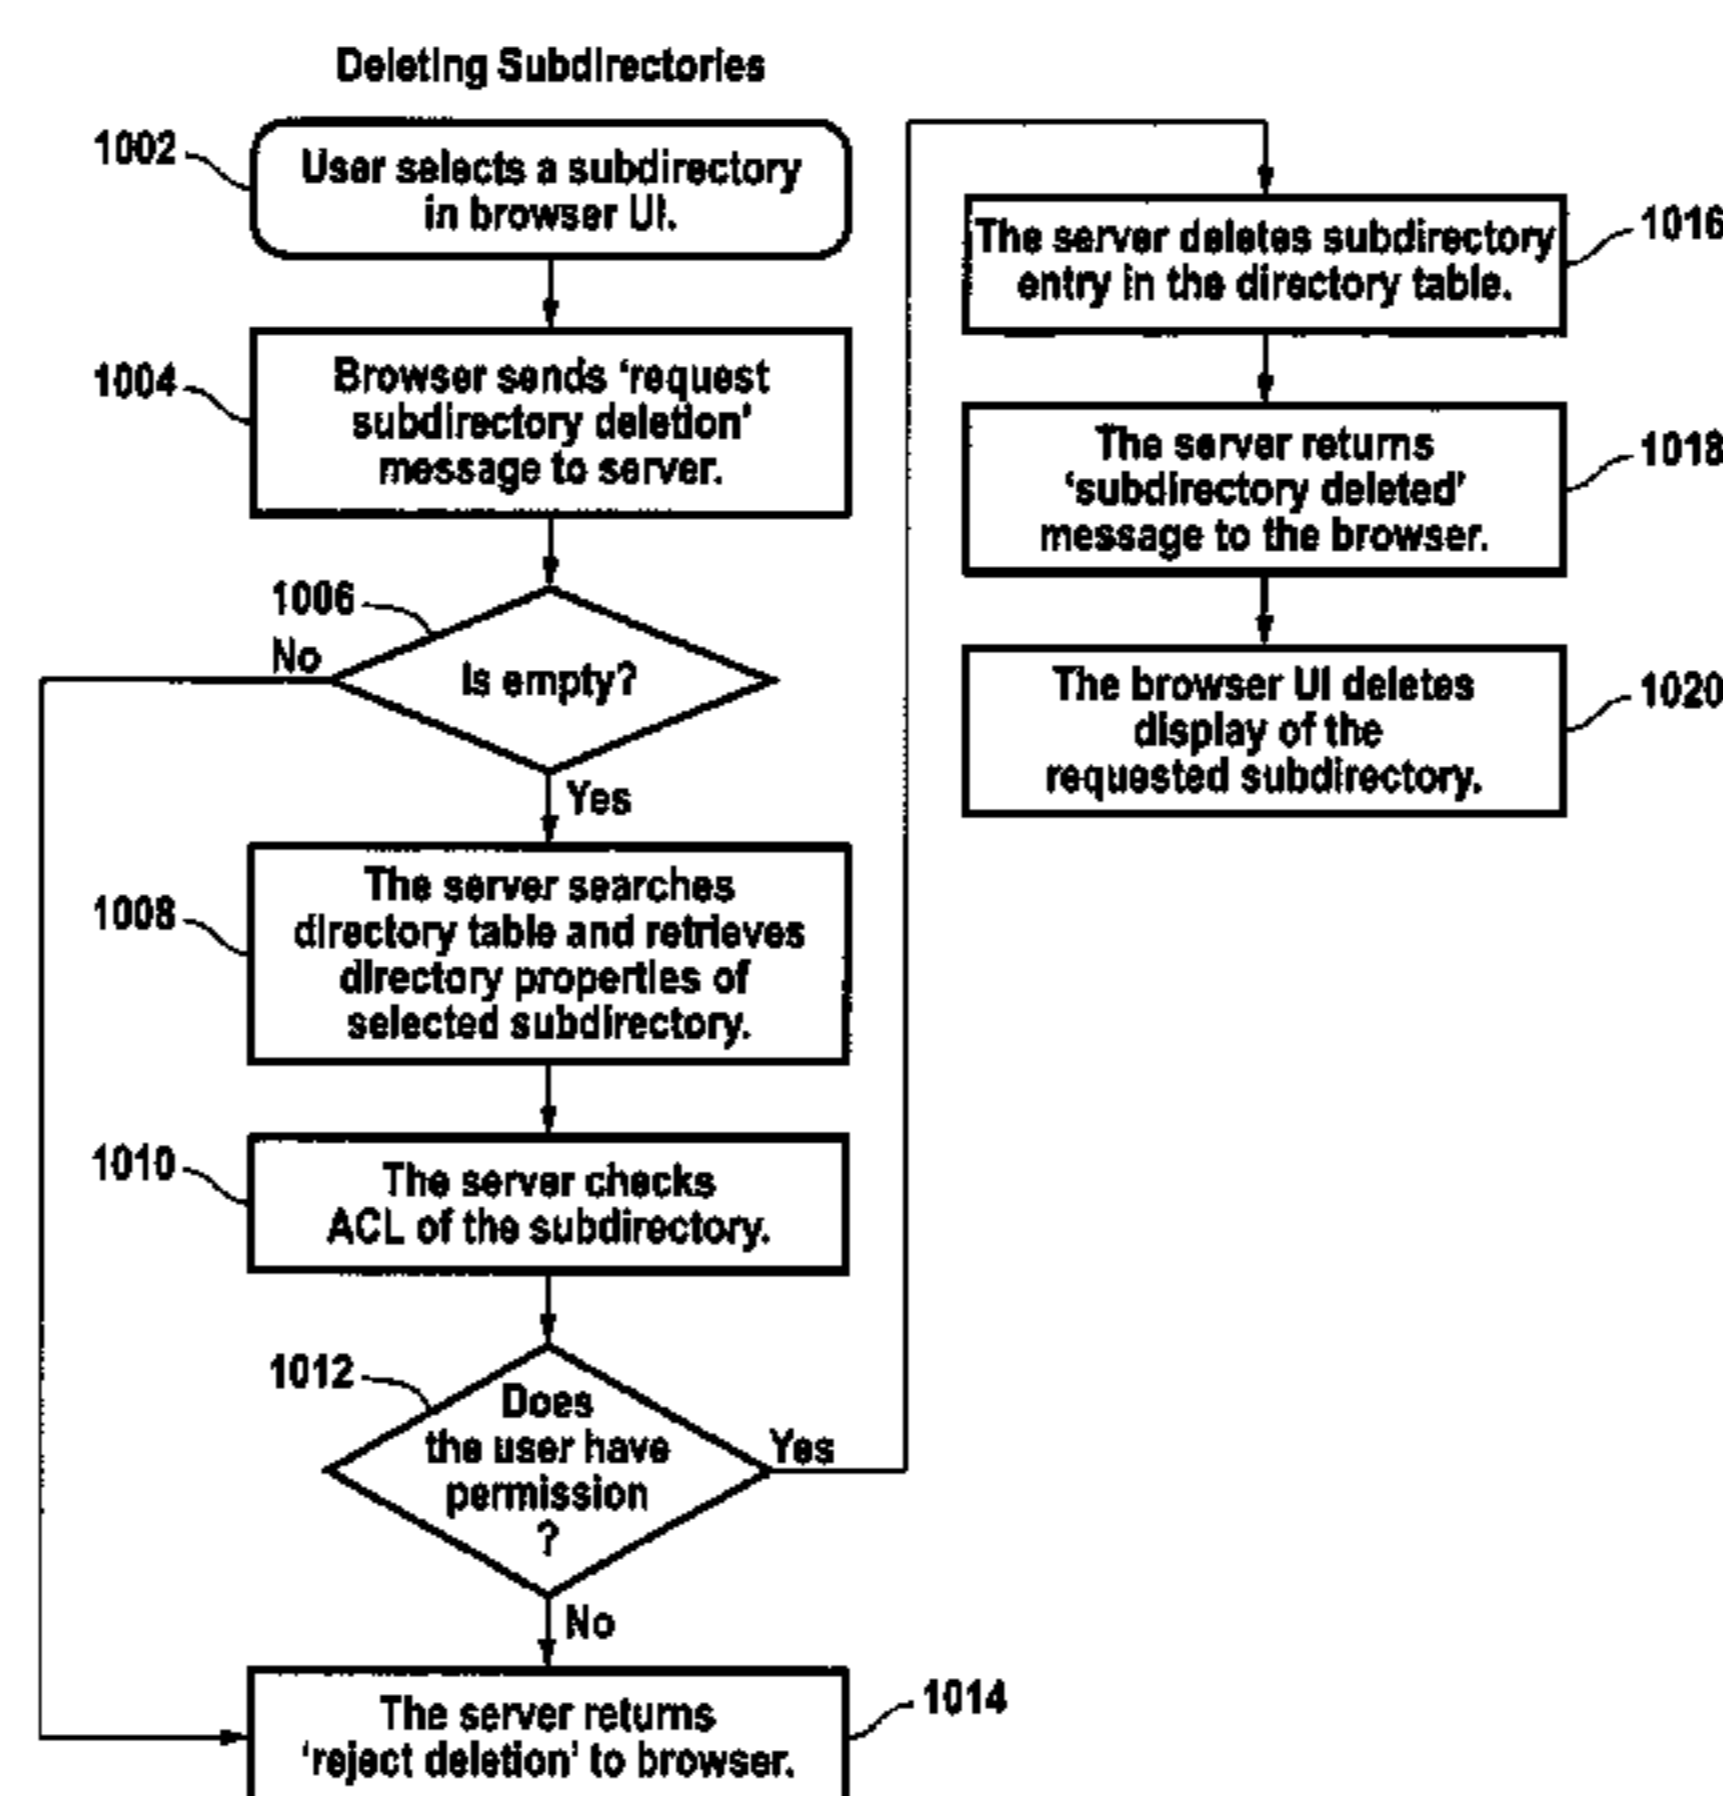 Deleting Subdirectories
1002
User selects a subdirectory
in browser UI.
1004
Browser sends ‘request
subdirectory deletion’
message to server.
1006
No
Is empty?
Yes
1008
The server searches
directory table and retrieves
directory properties of
selected subdirectory.
1010
The server checks
ACL of the subdirectory.
1012
Does
the user have
permission
?
Yes
No
The server returns
‘reject deletion’ to browser.
1014
The server deletes subdirectory
entry in the directory table.
1016
The server returns
‘subdirectory deleted’
message to the browser.
1018
The browser UI deletes
display of the
requested subdirectory.
1020